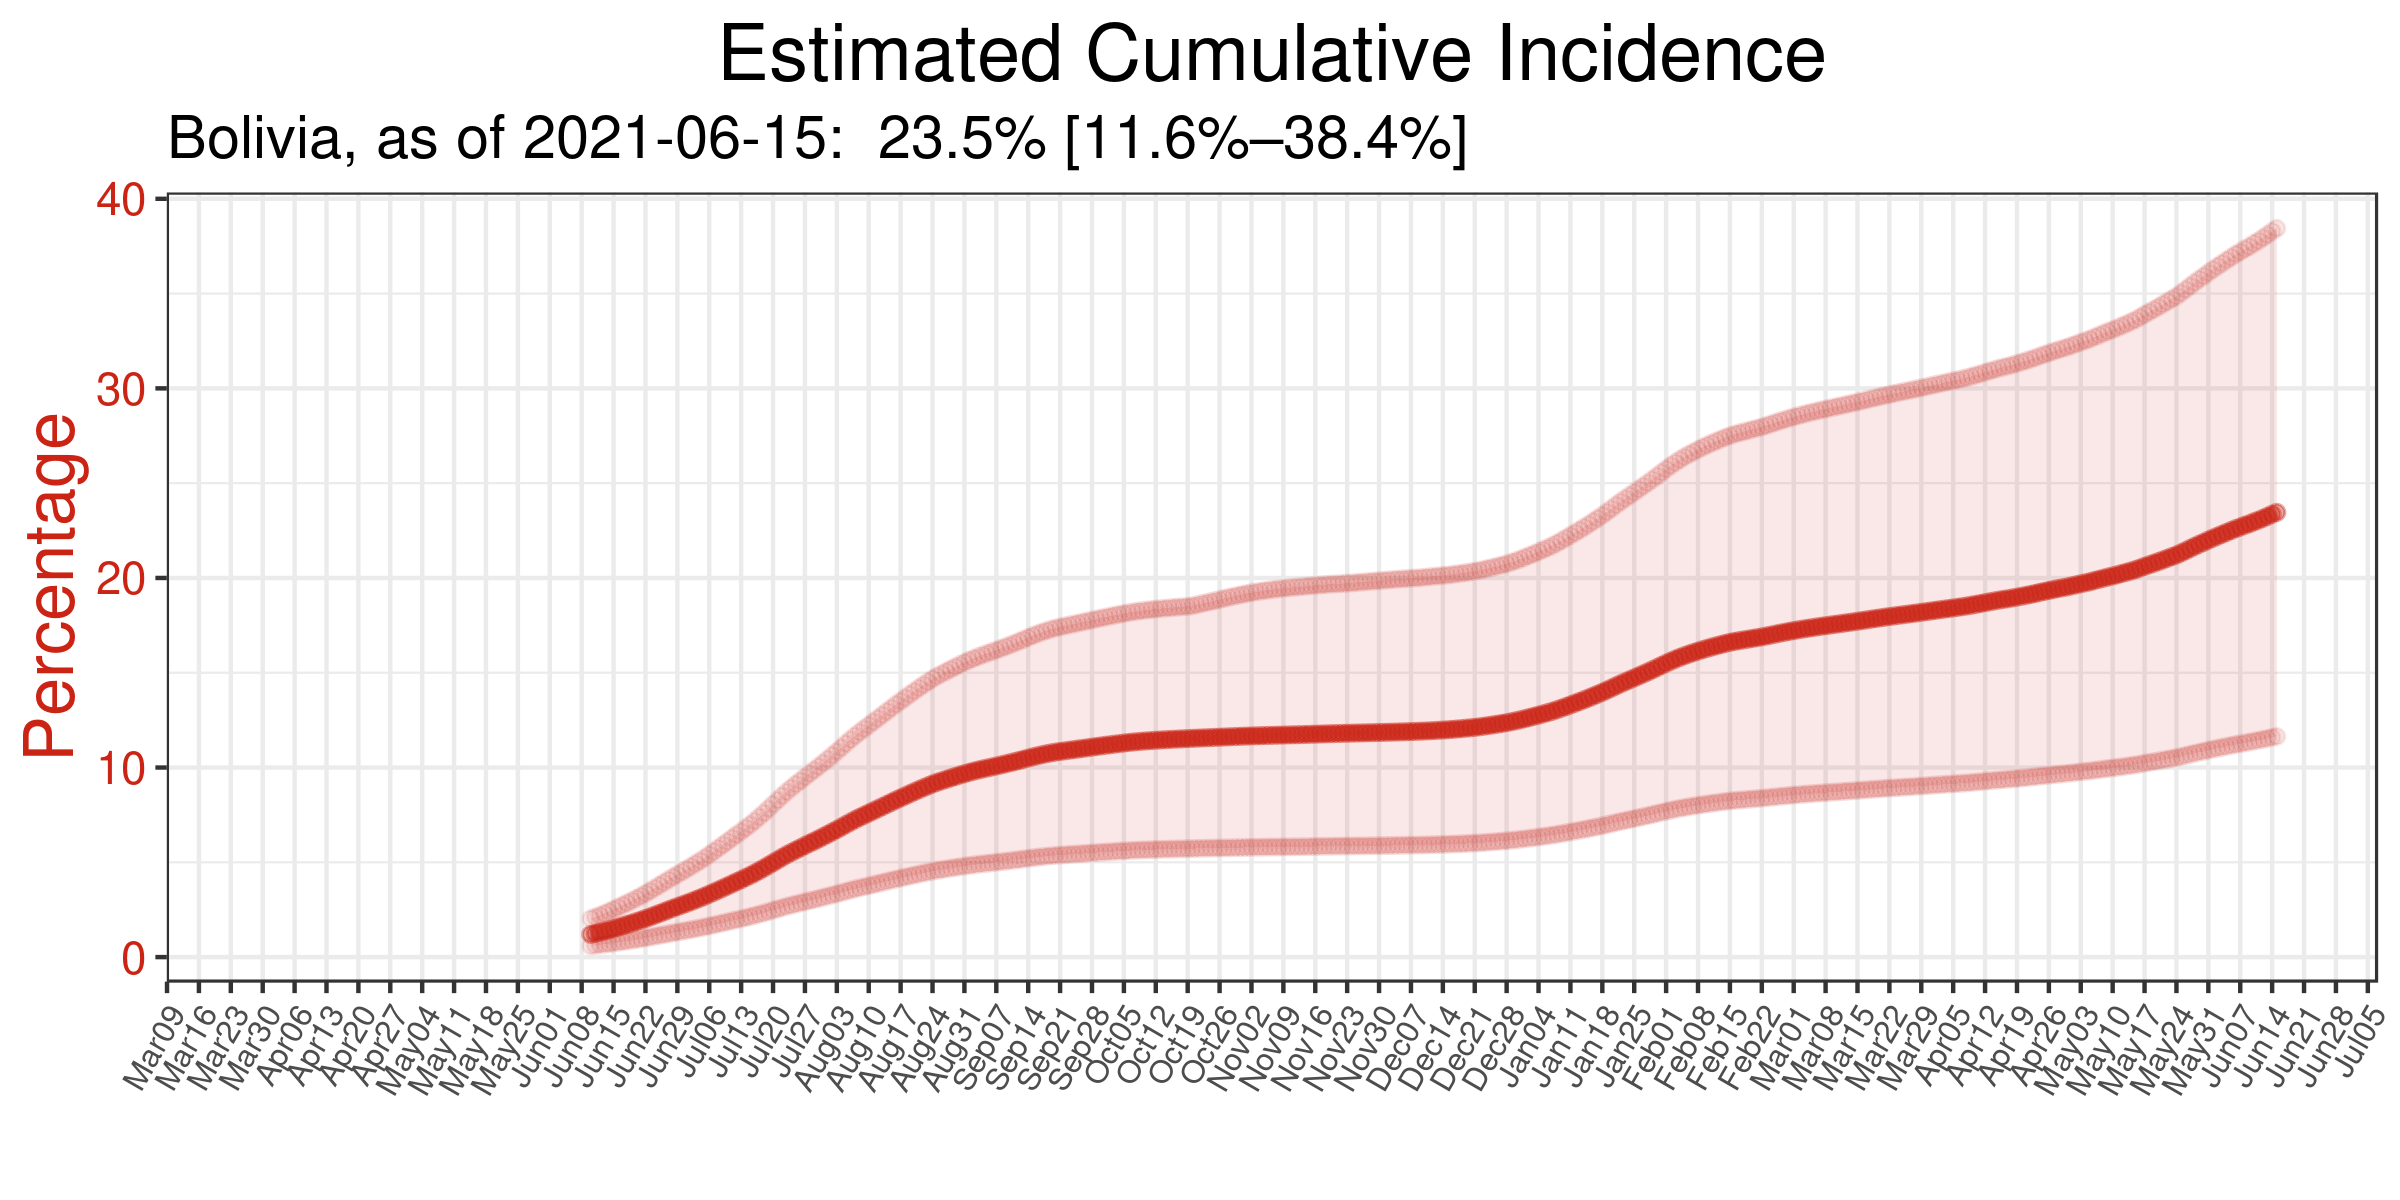 Estimated Cumulative Incidence
Bolivia, as of 2021-06-15:  23.5% [11.6%–38.4%]
Percentage
40
30
20
10
0
Mar09
Mar16
Mar23
Mar30
Apr06
Apr13
Apr20
Apr27
May04
May11
May18
May25
Jun01
Jun08
Jun15
Jun22
Jun29
Jul06
Jul13
Jul20
Jul27
Aug03
Aug10
Aug17
Aug24
Aug31
Sep07
Sep14
Sep21
Sep28
Oct05
Oct12
Oct19
Oct26
Nov02
Nov09
Nov16
Nov23
Nov30
Dec07
Dec14
Dec21
Dec28
Jan04
Jan11
Jan18
Jan25
Feb01
Feb08
Feb15
Feb22
Mar01
Mar08
Mar15
Mar22
Mar29
Apr05
Apr12
Apr19
Apr26
May03
May10
May17
May24
May31
Jun07
Jun14
Jun21
Jun28
Jul05